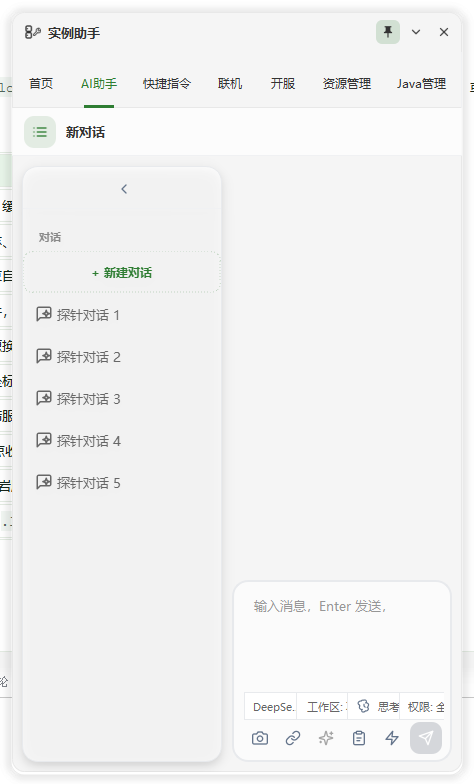 实例助手
首页 AI助手 快捷指令 联机 开服 资源管理 Java管理
新对话
对话
+ 新建对话
探针对话 1
探针对话 2
探针对话 3
探针对话 4
探针对话 5
输入消息，Enter 发送，
DeepSe... 工作区: 思考 权限: 全